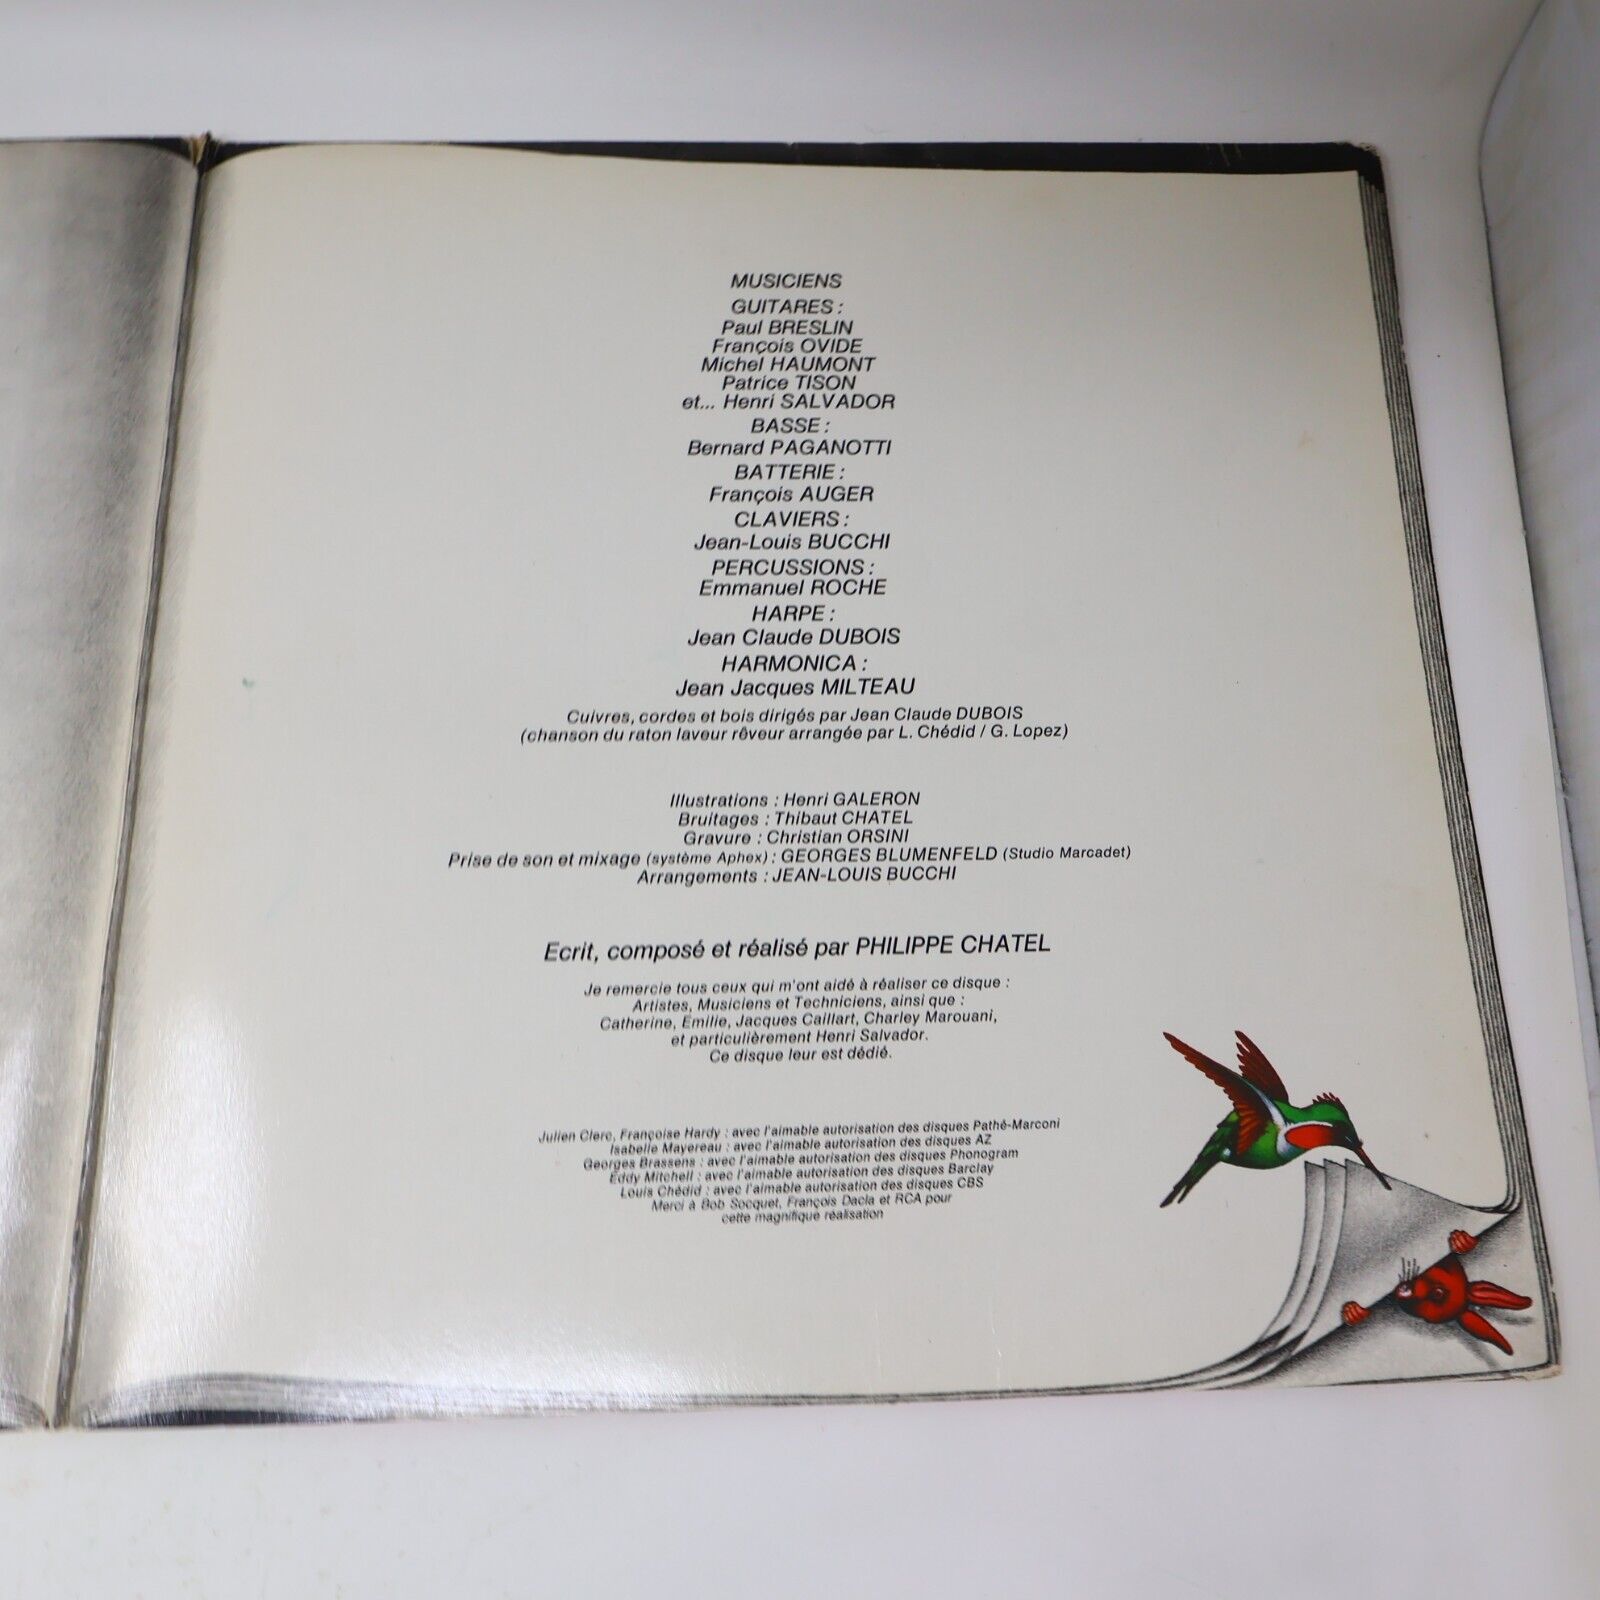 MUSICIENS
GUITARES :
Paul BRESLIN
François OVIDE
Michel HAUMONT
Patrice TISON
et... Henri SALVADOR
BASSE :
Bernard PAGANOTTI
BATTERIE :
François AUGER
CLAVIERS :
Jean-Louis BUCCHI
PERCUSSIONS :
Emmanuel ROCHE
HARPE :
Jean Claude DUBOIS
HARMONICA :
Jean Jacques MILTEAU
Cuivres, cordes et bois dirigés par Jean Claude DUBOIS
(chanson du raton laveur rêveur arrangée par L. Chédid / G. Lopez)
Illustrations : Henri GALERON
Bruitages : Thibaut CHATEL
Gravure : Christian ORSINI
Prise de son et mixage (système Aphex) : GEORGES BLUMENFELD (Studio Marcadet)
Arrangements : JEAN-LOUIS BUCCHI
Ecrit, composé et réalisé par PHILIPPE CHATEL
Je remercie tous ceux qui m'ont aidé à réaliser ce disque :
Artistes, Musiciens et Techniciens, ainsi que :
Catherine, Emilie, Jacques Caillart, Charley Marouani,
et particulièrement Henri Salvador.
Ce disque leur est dédié.
Julien Clerc, Françoise Hardy : avec l'aimable autorisation des disques Pathé-Marconi
Isabelle Mayereau : avec l'aimable autorisation des disques AZ
Georges Brassens : avec l'aimable autorisation des disques Phonogram
Eddy Mitchell : avec l'aimable autorisation des disques Barclay
Louis Chédid : avec l'aimable autorisation des disques CBS
Merci à Bob Socquet, François Dacla et RCA pour
cette magnifique réalisation